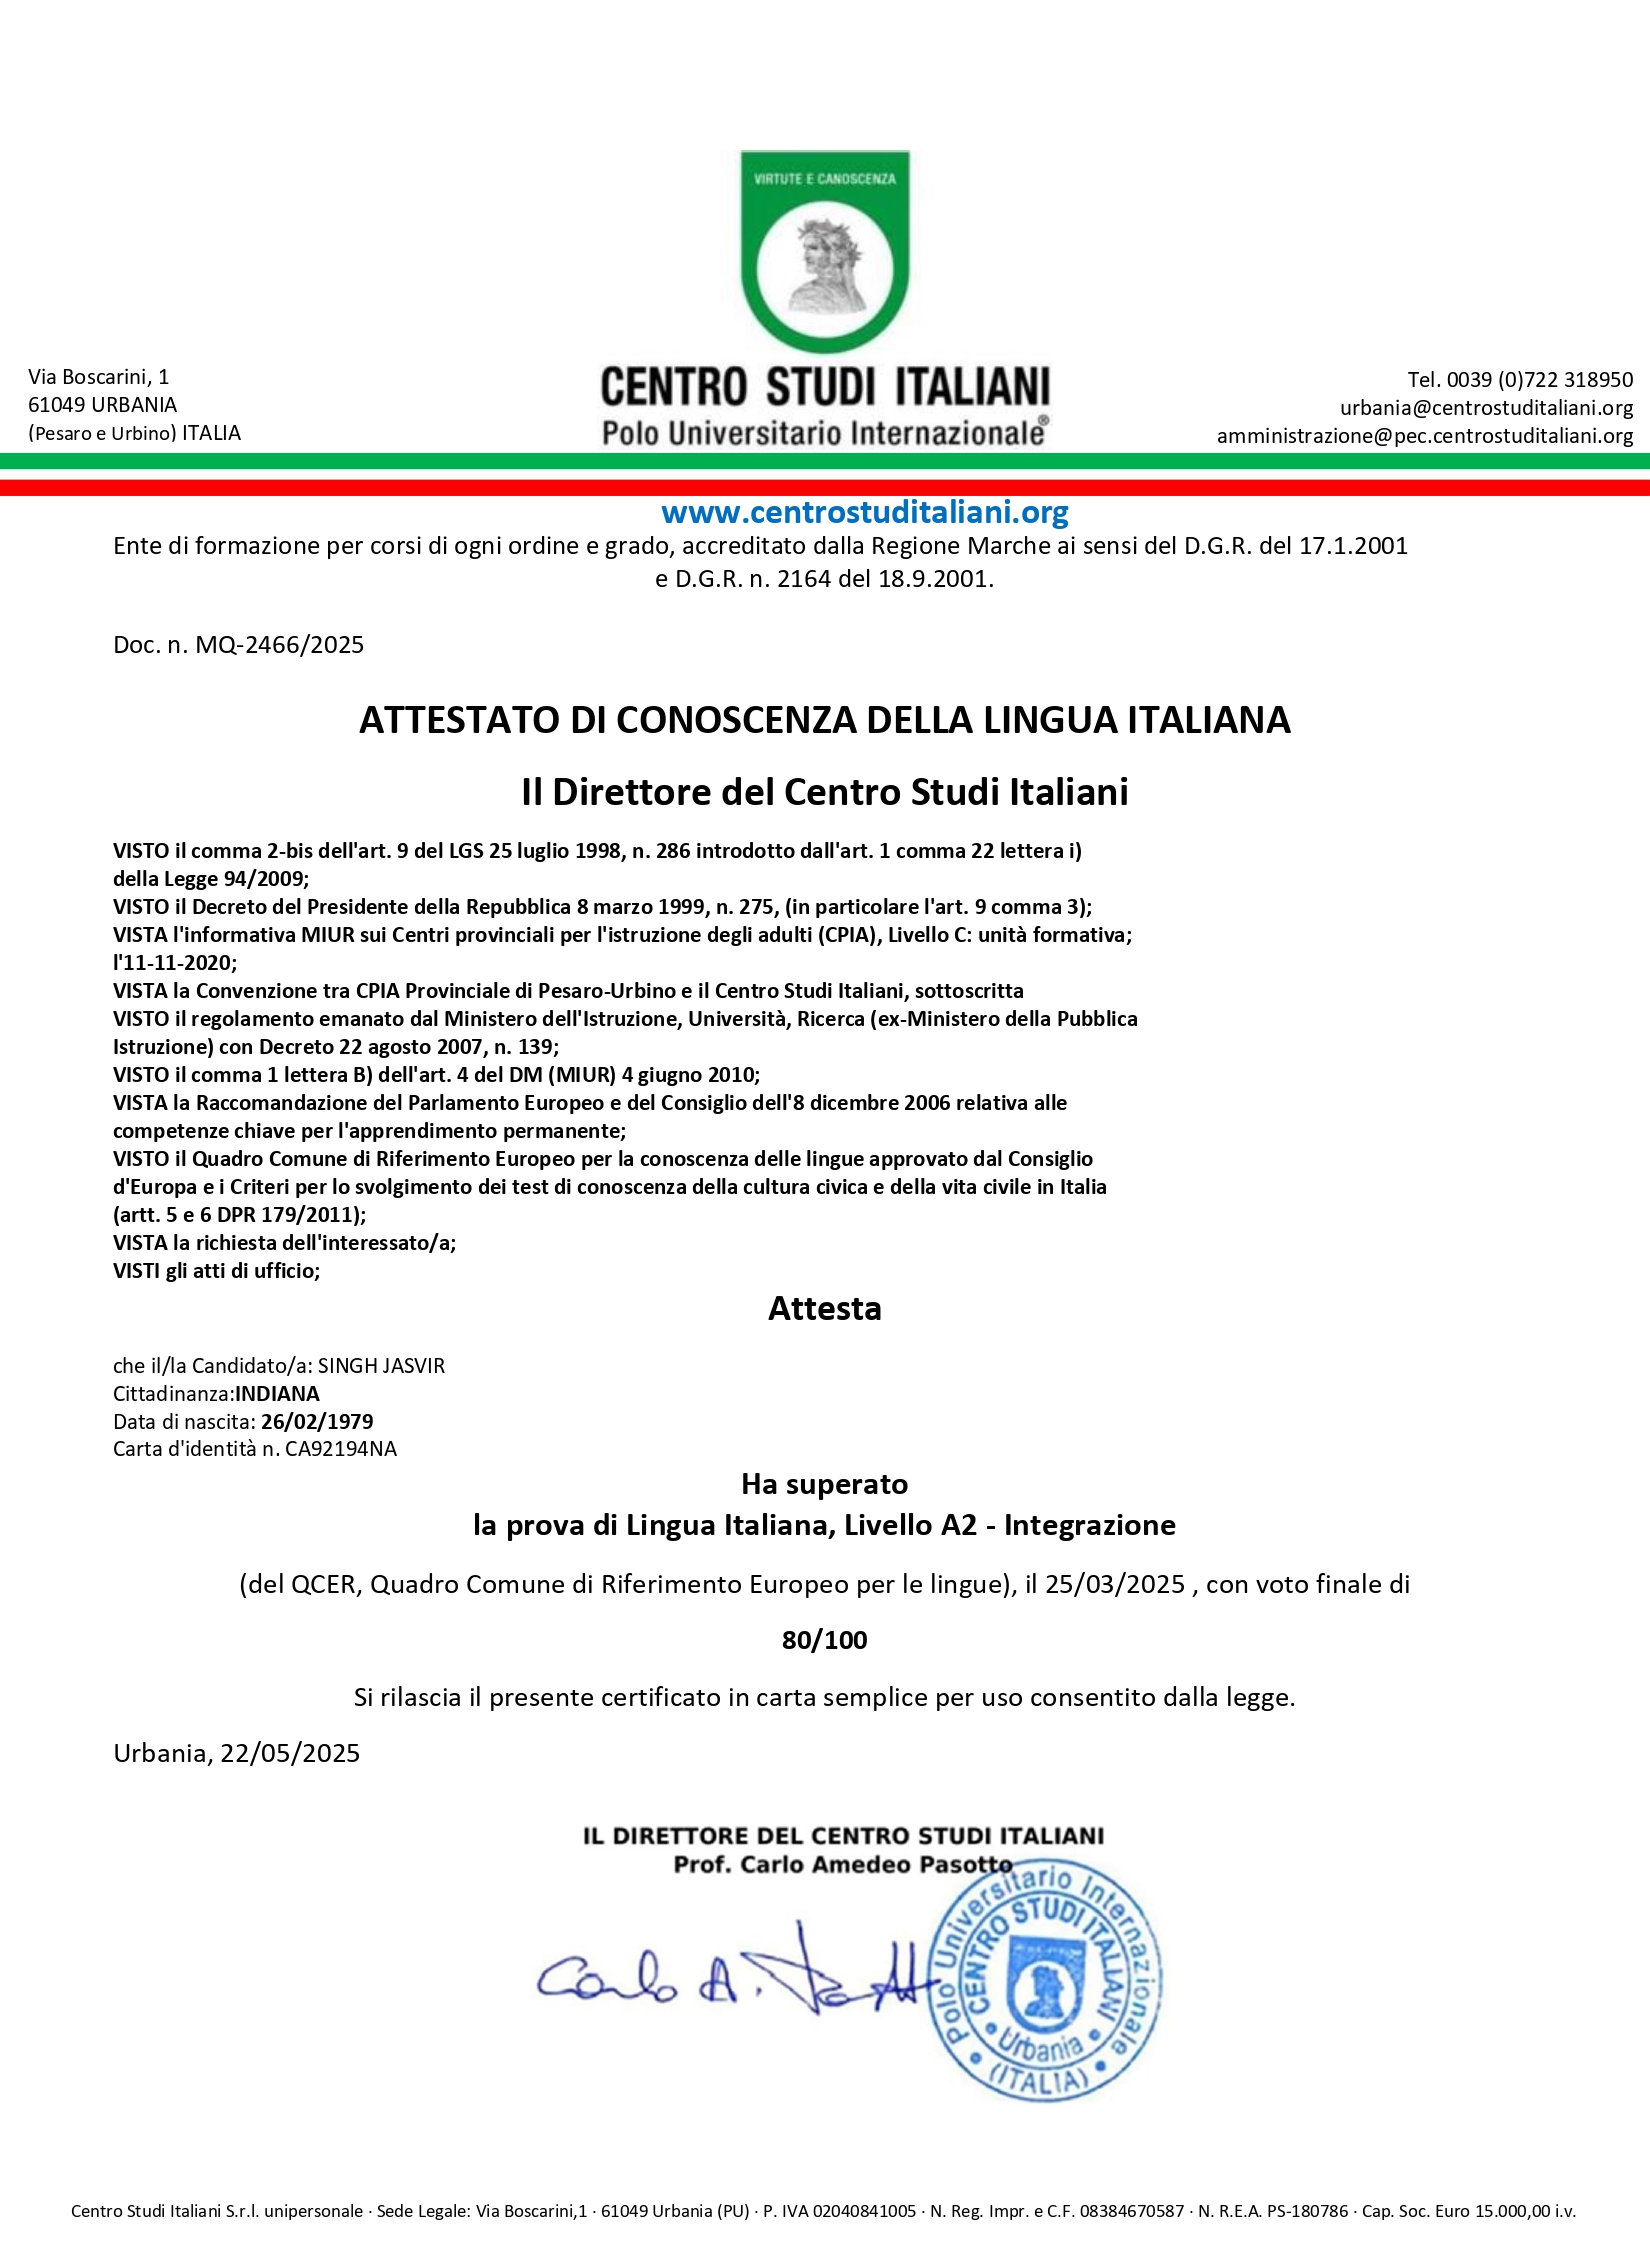 VIRTUTE E CANOSCENZA
CENTRO STUDI ITALIANI
Polo Universitario Internazionale®
Via Boscarini, 1
61049 URBANIA
(Pesaro e Urbino) ITALIA
Tel. 0039 (0)722 318950
urbania@centrostuditaliani.org
amministrazione@pec.centrostuditaliani.org
www.centrostuditaliani.org
Ente di formazione per corsi di ogni ordine e grado, accreditato dalla Regione Marche ai sensi del D.G.R. del 17.1.2001
e D.G.R. n. 2164 del 18.9.2001.
Doc. n. MQ-2466/2025
ATTESTATO DI CONOSCENZA DELLA LINGUA ITALIANA
Il Direttore del Centro Studi Italiani
VISTO il comma 2-bis dell'art. 9 del LGS 25 luglio 1998, n. 286 introdotto dall'art. 1 comma 22 lettera i)
della Legge 94/2009;
VISTO il Decreto del Presidente della Repubblica 8 marzo 1999, n. 275, (in particolare l'art. 9 comma 3);
VISTA l'informativa MIUR sui Centri provinciali per l'istruzione degli adulti (CPIA), Livello C: unità formativa;
l'11-11-2020;
VISTA la Convenzione tra CPIA Provinciale di Pesaro-Urbino e il Centro Studi Italiani, sottoscritta
VISTO il regolamento emanato dal Ministero dell'Istruzione, Università, Ricerca (ex-Ministero della Pubblica
Istruzione) con Decreto 22 agosto 2007, n. 139;
VISTO il comma 1 lettera B) dell'art. 4 del DM (MIUR) 4 giugno 2010;
VISTA la Raccomandazione del Parlamento Europeo e del Consiglio dell'8 dicembre 2006 relativa alle
competenze chiave per l'apprendimento permanente;
VISTO il Quadro Comune di Riferimento Europeo per la conoscenza delle lingue approvato dal Consiglio
d'Europa e i Criteri per lo svolgimento dei test di conoscenza della cultura civica e della vita civile in Italia
(artt. 5 e 6 DPR 179/2011);
VISTA la richiesta dell'interessato/a;
VISTI gli atti di ufficio;
Attesta
che il/la Candidato/a: SINGH JASVIR
Cittadinanza:INDIANA
Data di nascita: 26/02/1979
Carta d'identità n. CA92194NA
Ha superato
la prova di Lingua Italiana, Livello A2 - Integrazione
(del QCER, Quadro Comune di Riferimento Europeo per le lingue), il 25/03/2025 , con voto finale di
80/100
Si rilascia il presente certificato in carta semplice per uso consentito dalla legge.
Urbania, 22/05/2025
IL DIRETTORE DEL CENTRO STUDI ITALIANI
Prof. Carlo Amedeo Pasotto
Carlo A. Pasotto
Polo Universitario Internazionale
CENTRO STUDI ITALIANI
Urbania
(ITALIA)
Centro Studi Italiani S.r.l. unipersonale · Sede Legale: Via Boscarini,1 · 61049 Urbania (PU) · P. IVA 02040841005 · N. Reg. Impr. e C.F. 08384670587 · N. R.E.A. PS-180786 · Cap. Soc. Euro 15.000,00 i.v.